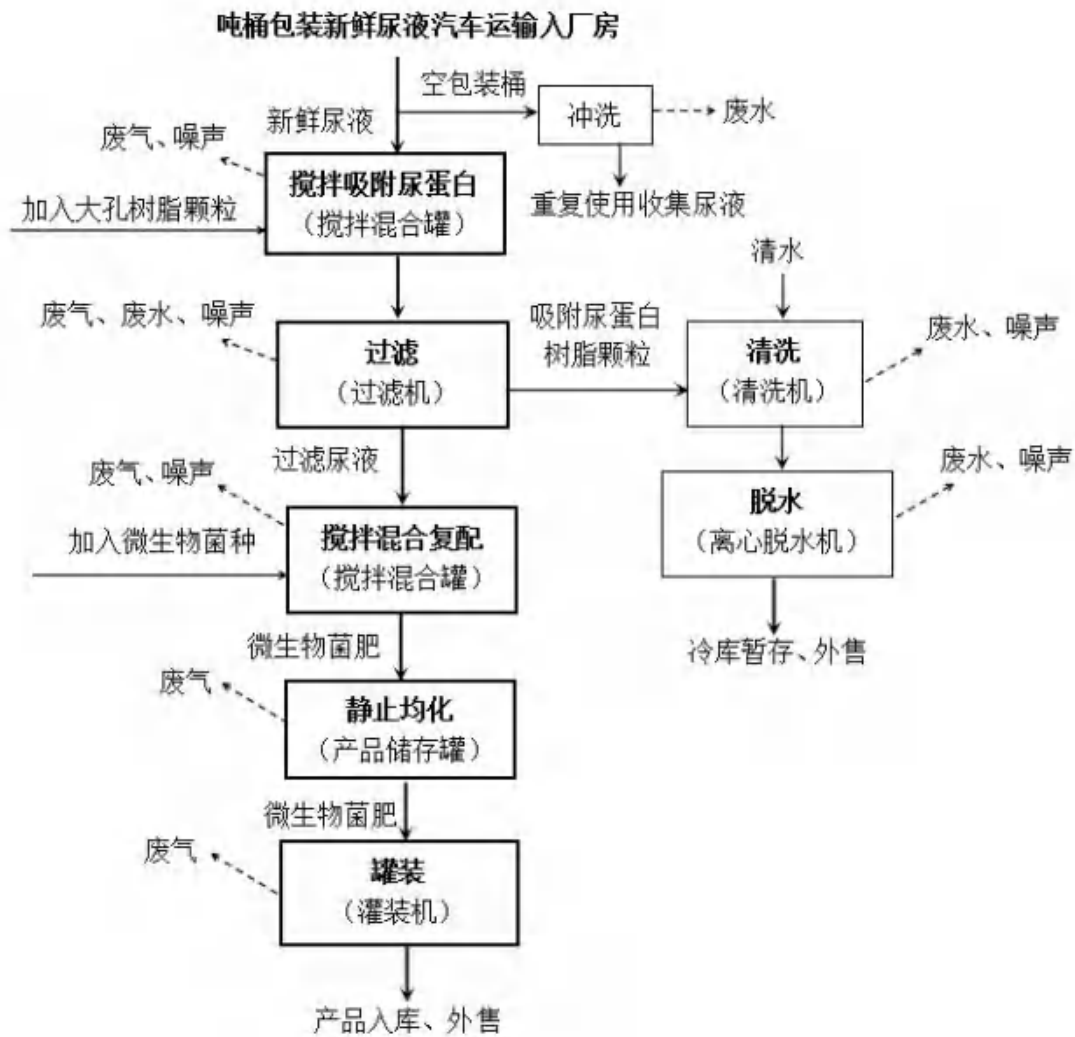 吨桶包装新鲜尿液汽车运输入厂房
空包装桶
新鲜尿液
冲洗
废水
废气、噪声
搅拌吸附尿蛋白
(搅拌混合罐)
加入大孔树脂颗粒
重复使用收集尿液
清水
废气、废水、噪声
过滤
(过滤机)
吸附尿蛋白
树脂颗粒
清洗
(清洗机)
废水、噪声
过滤尿液
废气、噪声
搅拌混合复配
(搅拌混合罐)
加入微生物菌种
脱水
(离心脱水机)
废水、噪声
微生物菌肥
冷库暂存、外售
废气
静止均化
(产品储存罐)
微生物菌肥
废气
罐装
(灌装机)
产品入库、外售